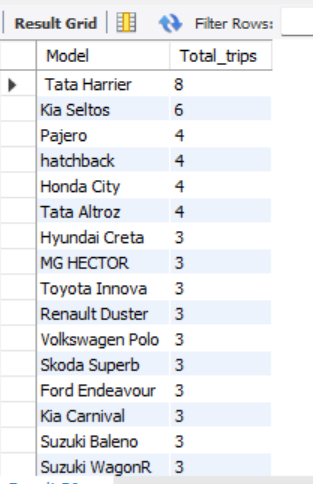 Result Grid Filter Rows:
Model Total_trips
Tata Harrier 8
Kia Seltos 6
Pajero 4
hatchback 4
Honda City 4
Tata Altroz 4
Hyundai Creta 3
MG HECTOR 3
Toyota Innova 3
Renault Duster 3
Volkswagen Polo 3
Skoda Superb 3
Ford Endeavour 3
Kia Carnival 3
Suzuki Baleno 3
Suzuki WagonR 3